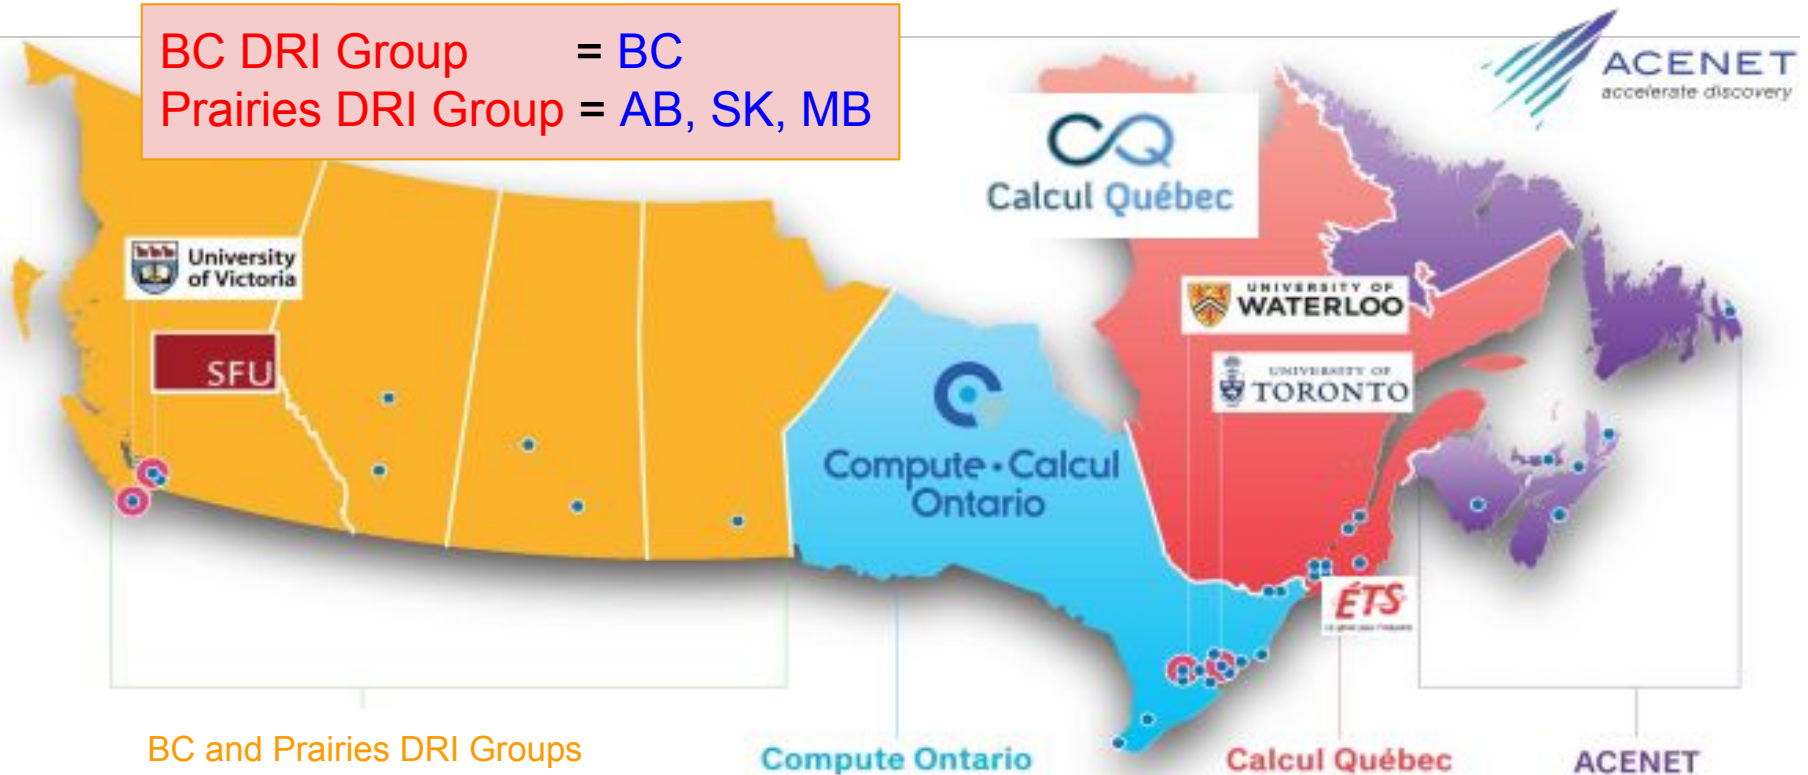 BC DRI Group = BC
Prairies DRI Group = AB, SK, MB
ACENET
accelerate discovery
Calcul Québec
University
of Victoria
SFU
UNIVERSITY OF
WATERLOO
UNIVERSITY OF
TORONTO
Compute • Calcul
Ontario
ÉTS
BC and Prairies DRI Groups
Compute Ontario
Calcul Québec
ACENET